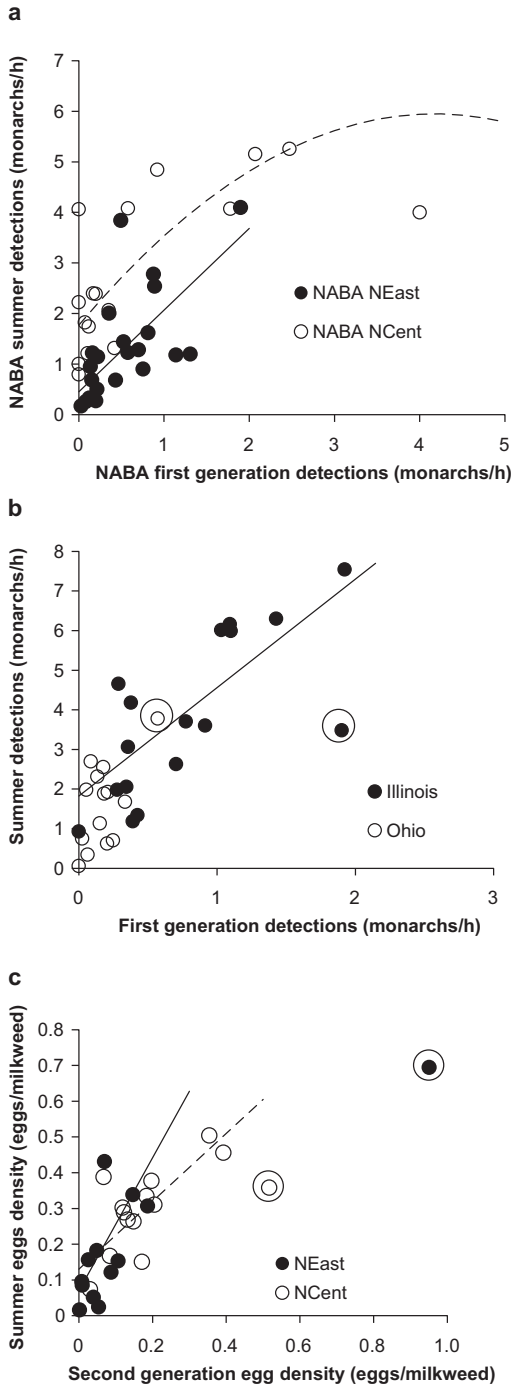 a
7
6
5
4
3
2
1
0
NABA summer detections (monarchs/h)
NABA NEast
NABA NCent
0 1 2 3 4 5
NABA first generation detections (monarchs/h)
b
8
7
6
5
4
3
2
1
0
Summer detections (monarchs/h)
Illinois
Ohio
0 1 2 3
First generation detections (monarchs/h)
c
0.8
0.7
0.6
0.5
0.4
0.3
0.2
0.1
0
Summer eggs density (eggs/milkweed)
NEast
NCent
0 0.2 0.4 0.6 0.8 1.0
Second generation egg density (eggs/milkweed)